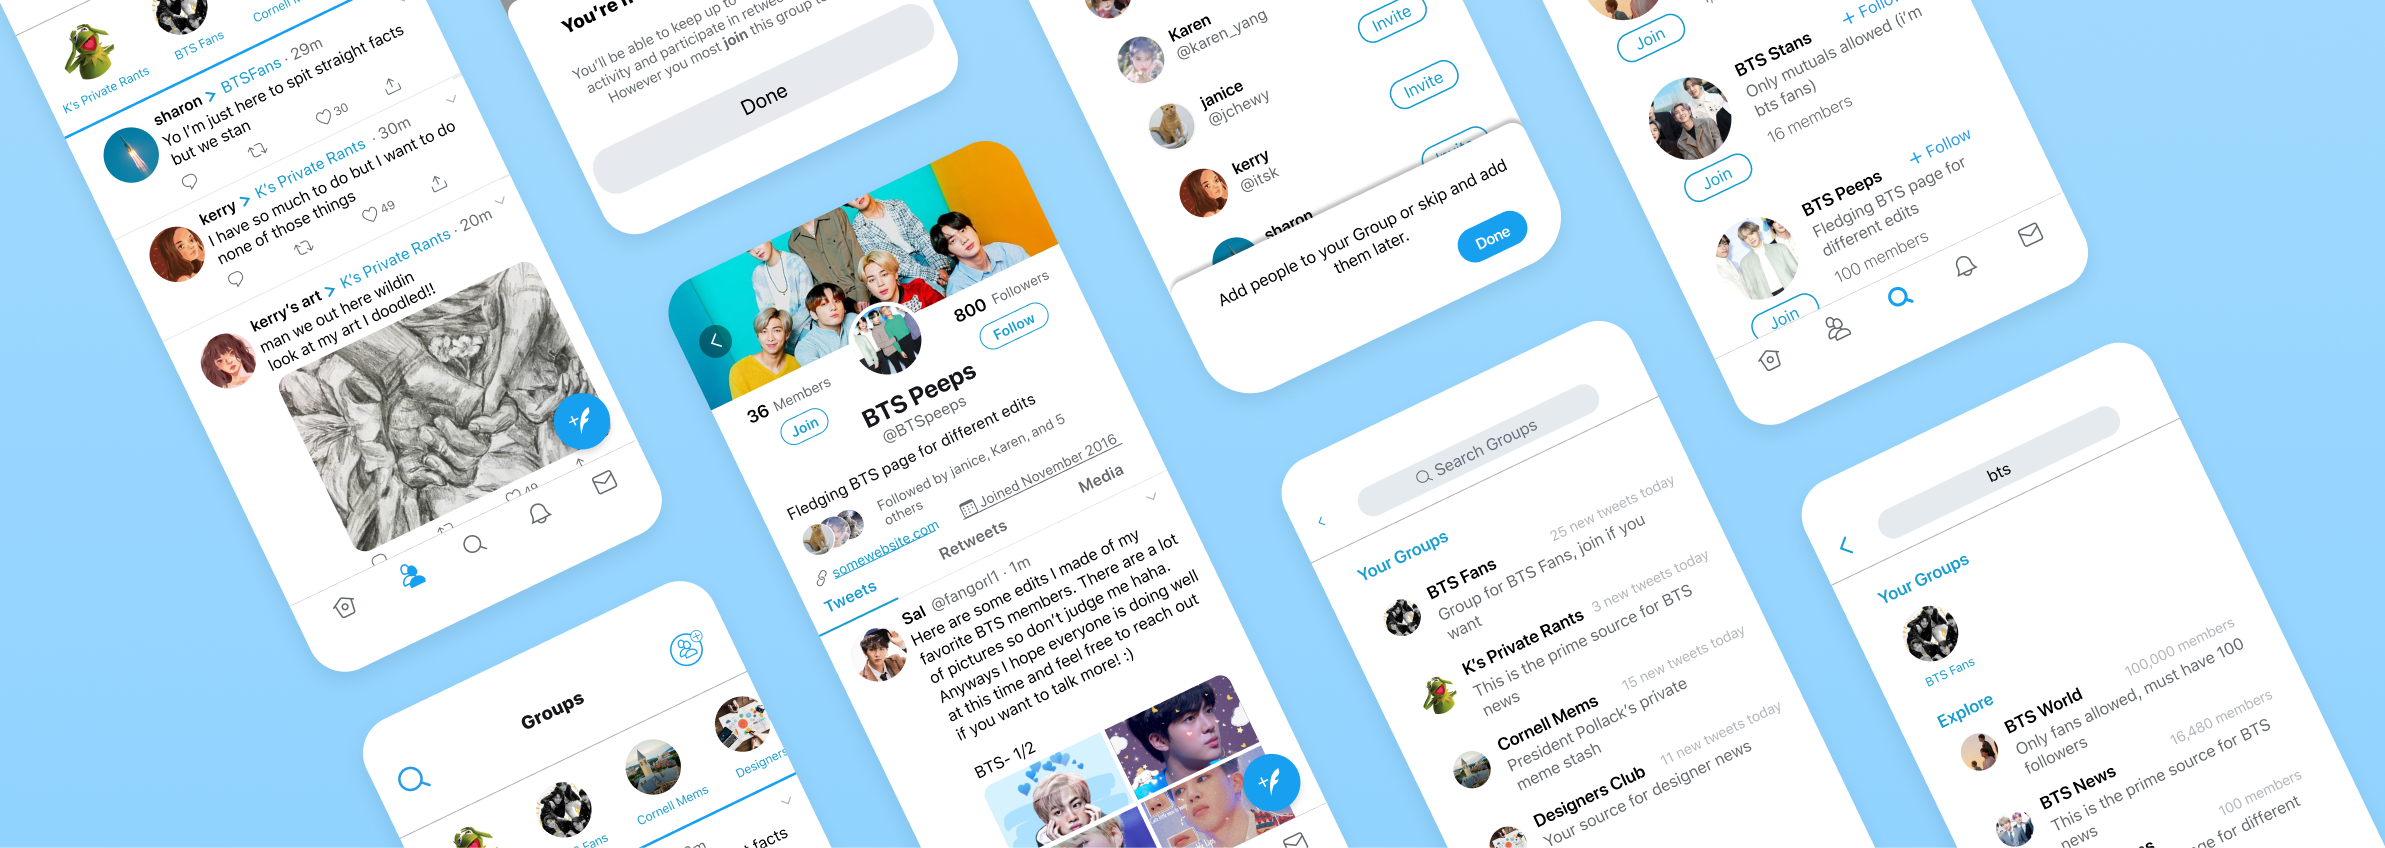 Cornell M
BTS Fans
K's Private Rants
sharon > BTSFans · 29m
Yo I'm just here to spit straight facts
but we stan
30
kerry > K's Private Rants · 30m
I have so much to do but I want to do
none of those things
49
kerry's art > K's Private Rants · 20m
man we out here wildin
look at my art I doodled!!
49
Groups
Cornell Mems
Designers
Fans
facts
You're i
You'll be able to keep up to
activity and participate in retwe
However you most join this group to
Done
800 Followers
Follow
36 Members
Join
BTS Peeps
@BTSpeeps
Fledging BTS page for different edits
Followed by janice, Karen, and 5
others
somewebsite.com
Joined November 2016
Tweets
Retweets
Media
Sal @fangorl1 · 1m
Here are some edits I made of my
favorite BTS members. There are a lot
of pictures so don't judge me haha.
Anyways I hope everyone is doing well
at this time and feel free to reach out
if you want to talk more! :)
BTS- 1/2
Karen
@karen_yang
Invite
janice
@jchewy
Invite
kerry
@itsk
Invite
sharon
Add people to your Group or skip and add
them later.
Done
Search Groups
Your Groups
25 new tweets today
BTS Fans
Group for BTS Fans, join if you
want
3 new tweets today
K's Private Rants
This is the prime source for BTS
news
15 new tweets today
Cornell Mems
President Pollack's private
meme stash
11 new tweets today
Designers Club
Your source for designer news
+ Follow
Join
BTS Stans
Only mutuals allowed (i'm
bts fans)
16 members
+ Follow
Join
BTS Peeps
Fledging BTS page for
different edits
100 members
Join
bts
Your Groups
BTS Fans
Explore
100,000 members
BTS World
Only fans allowed, must have 100
followers
16,480 members
BTS News
This is the prime source for BTS
news
100 members
ge for different